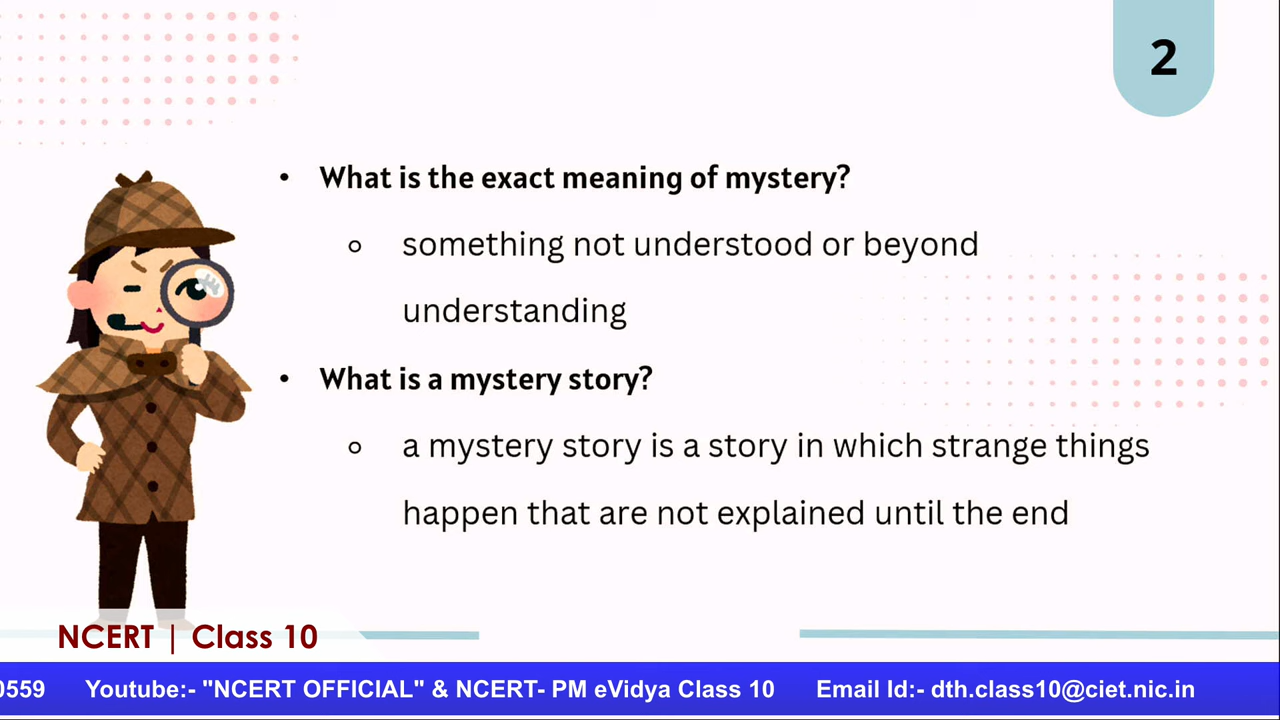 2
• What is the exact meaning of mystery?
○ something not understood or beyond
understanding
• What is a mystery story?
○ a mystery story is a story in which strange things
happen that are not explained until the end
NCERT | Class 10
0559 Youtube:- "NCERT OFFICIAL" & NCERT- PM eVidya Class 10 Email Id:- dth.class10@ciet.nic.in